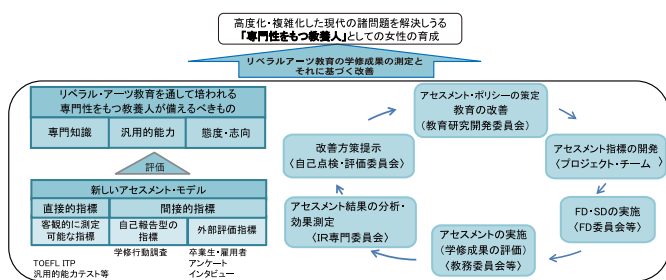 高度化・複雑化した現代の諸問題を解決しうる
「専門性をもつ教養人」としての女性の育成
リベラルアーツ教育の学修成果の測定と
それに基づく改善
リベラル・アーツ教育を通して培われる
専門性をもつ教養人が備えるべきもの
専門知識
汎用的能力
態度・志向
評価
新しいアセスメント・モデル
直接的指標
間接的指標
客観的に測定
可能な指標
自己報告型の
指標
外部評価指標
TOEFL ITP
汎用的能力テスト等
学修行動調査
卒業生・雇用者
アンケート
インタビュー
アセスメント・ポリシーの策定
教育の改善
(教育研究開発委員会)
アセスメント指標の開発
〈プロジェクト・チーム〉
FD・SDの実施
(FD委員会等)
アセスメントの実施
(学修成果の評価)
〈教務委員会等〉
アセスメント結果の分析・
効果測定
〈IR専門委員会〉
改善方策提示
〈自己点検・評価委員会〉